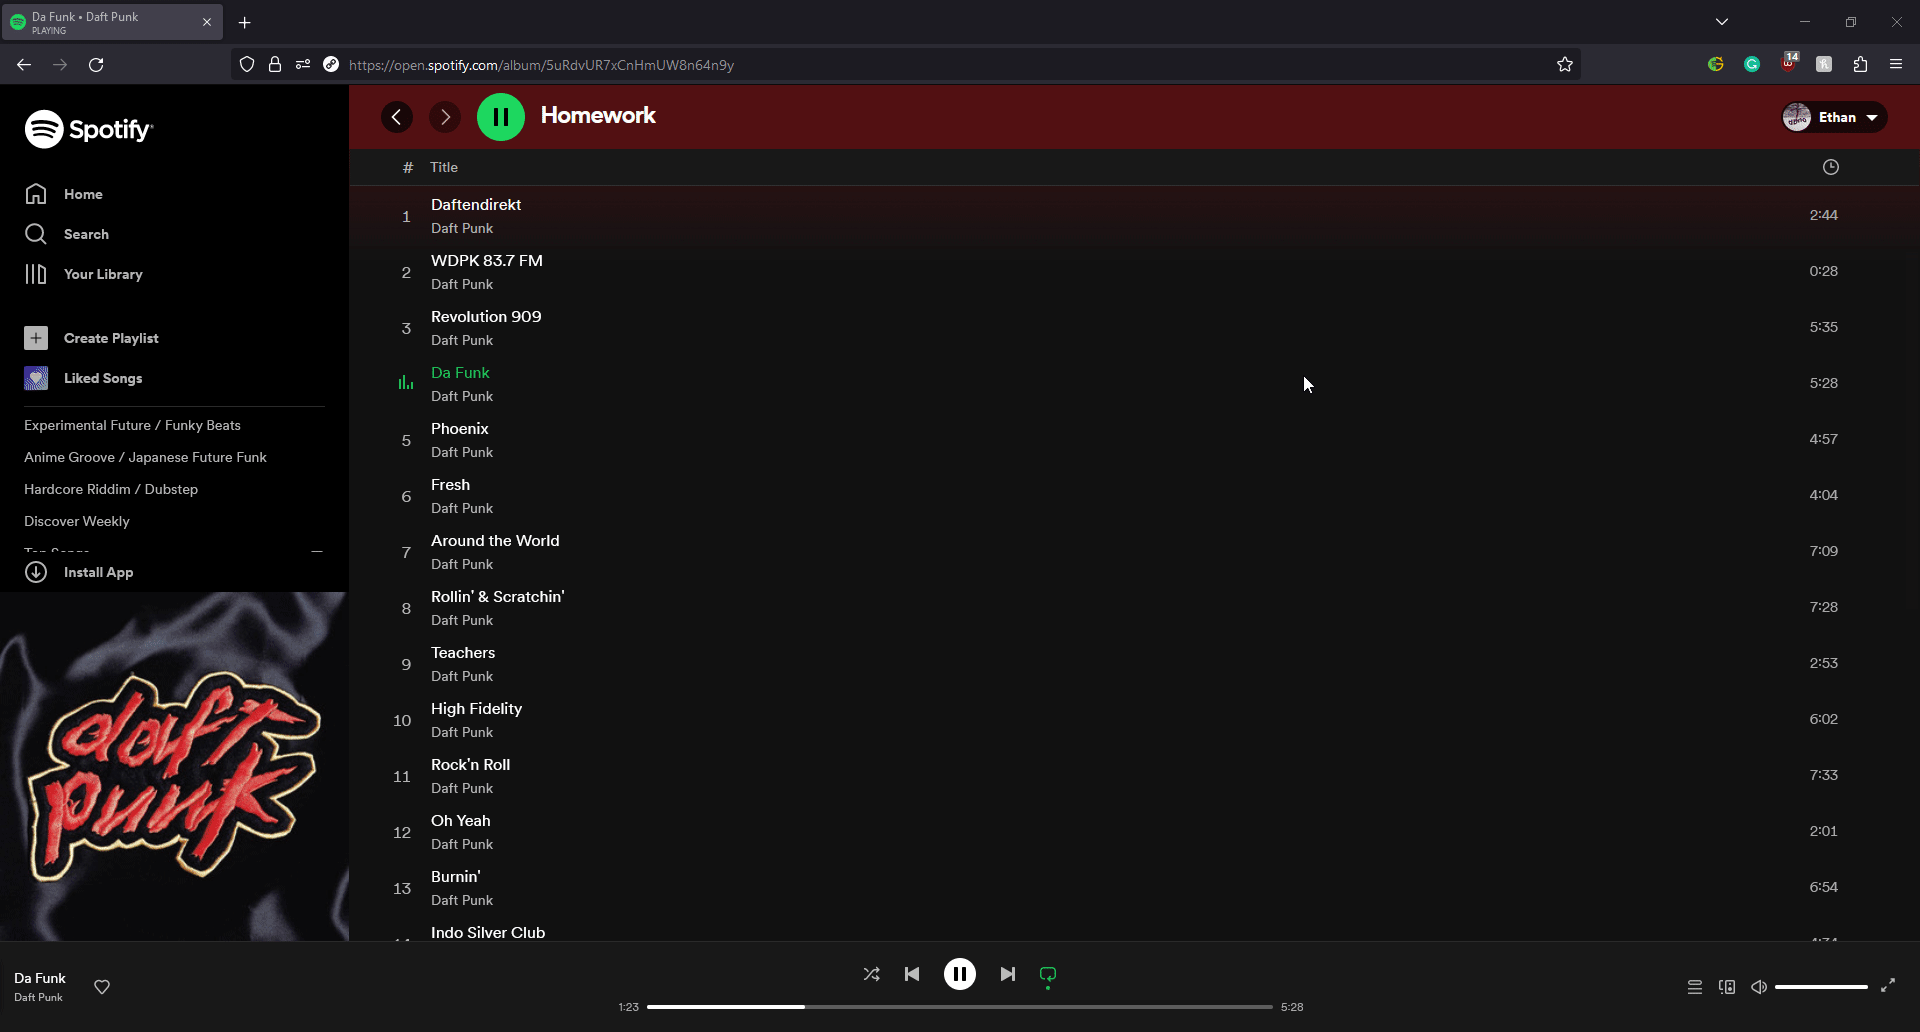 Da Funk • Daft Punk
PLAYING
https://open.spotify.com/album/5uRdvUR7xCnHmUW8n64n9y
14
Spotify
Home
Search
Your Library
Create Playlist
Liked Songs
Experimental Future / Funky Beats
Anime Groove / Japanese Future Funk
Hardcore Riddim / Dubstep
Discover Weekly
Top Songs
Install App
daft
punk
Homework
Ethan
# Title
1 Daftendirekt 2:44
Daft Punk
2 WDPK 83.7 FM 0:28
Daft Punk
3 Revolution 909 5:35
Daft Punk
Da Funk 5:28
Daft Punk
5 Phoenix 4:57
Daft Punk
6 Fresh 4:04
Daft Punk
7 Around the World 7:09
Daft Punk
8 Rollin' & Scratchin' 7:28
Daft Punk
9 Teachers 2:53
Daft Punk
10 High Fidelity 6:02
Daft Punk
11 Rock'n Roll 7:33
Daft Punk
12 Oh Yeah 2:01
Daft Punk
13 Burnin' 6:54
Daft Punk
Indo Silver Club
Da Funk
Daft Punk
1:23
5:28